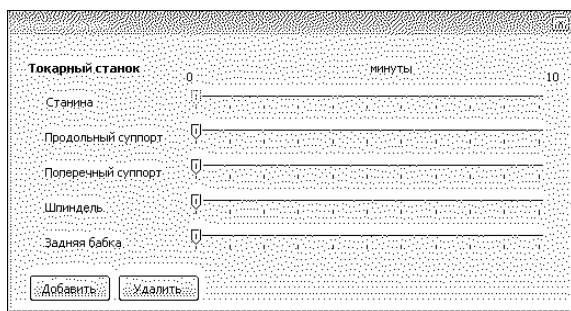 Токарный станок
минуты
0 10
Станина
Продольный суппорт
Поперечный суппорт
Шпиндель
Задняя бабка
Добавить Удалить